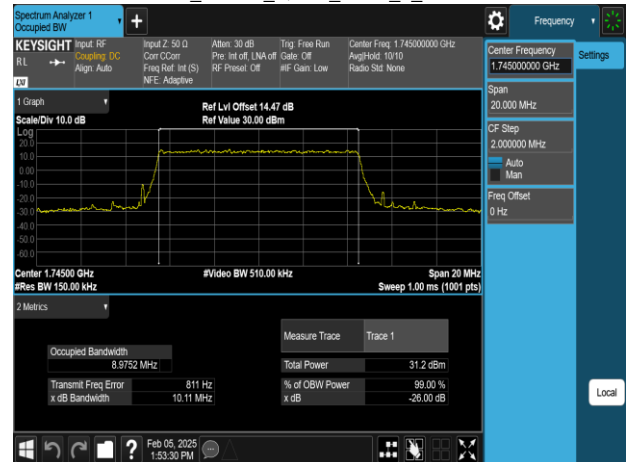 Spectrum Analyzer 1
Occupied BW
Frequency
KEYSIGHT
RL
LXI
Input: RF
Coupling: DC
Align: Auto
Input Z: 50 Ω
Corr CCorr
Freq Ref: Int (S)
NFE: Adaptive
Atten: 30 dB
Pre: Int off, LNA off
RF Presel: Off
Trig: Free Run
Gate: Off
#IF Gain: Low
Center Freq: 1.745000000 GHz
Avg|Hold: 10/10
Radio Std: None
Center Frequency
1.745000000 GHz
Settings
Span
20.000 MHz
CF Step
2.000000 MHz
Auto
Man
Freq Offset
0 Hz
Local
1 Graph
Scale/Div 10.0 dB
Ref Lvl Offset 14.47 dB
Ref Value 30.00 dBm
Log
20.0
10.0
0.00
-10.0
-20.0
-30.0
-40.0
-50.0
-60.0
Center 1.74500 GHz
#Res BW 150.00 kHz
#Video BW 510.00 kHz
Span 20 MHz
Sweep 1.00 ms (1001 pts)
2 Metrics
Measure Trace Trace 1
Occupied Bandwidth
8.9752 MHz
Total Power 31.2 dBm
Transmit Freq Error 811 Hz
% of OBW Power 99.00 %
x dB Bandwidth 10.11 MHz
x dB -26.00 dB
?
Feb 05, 2025
1:53:30 PM